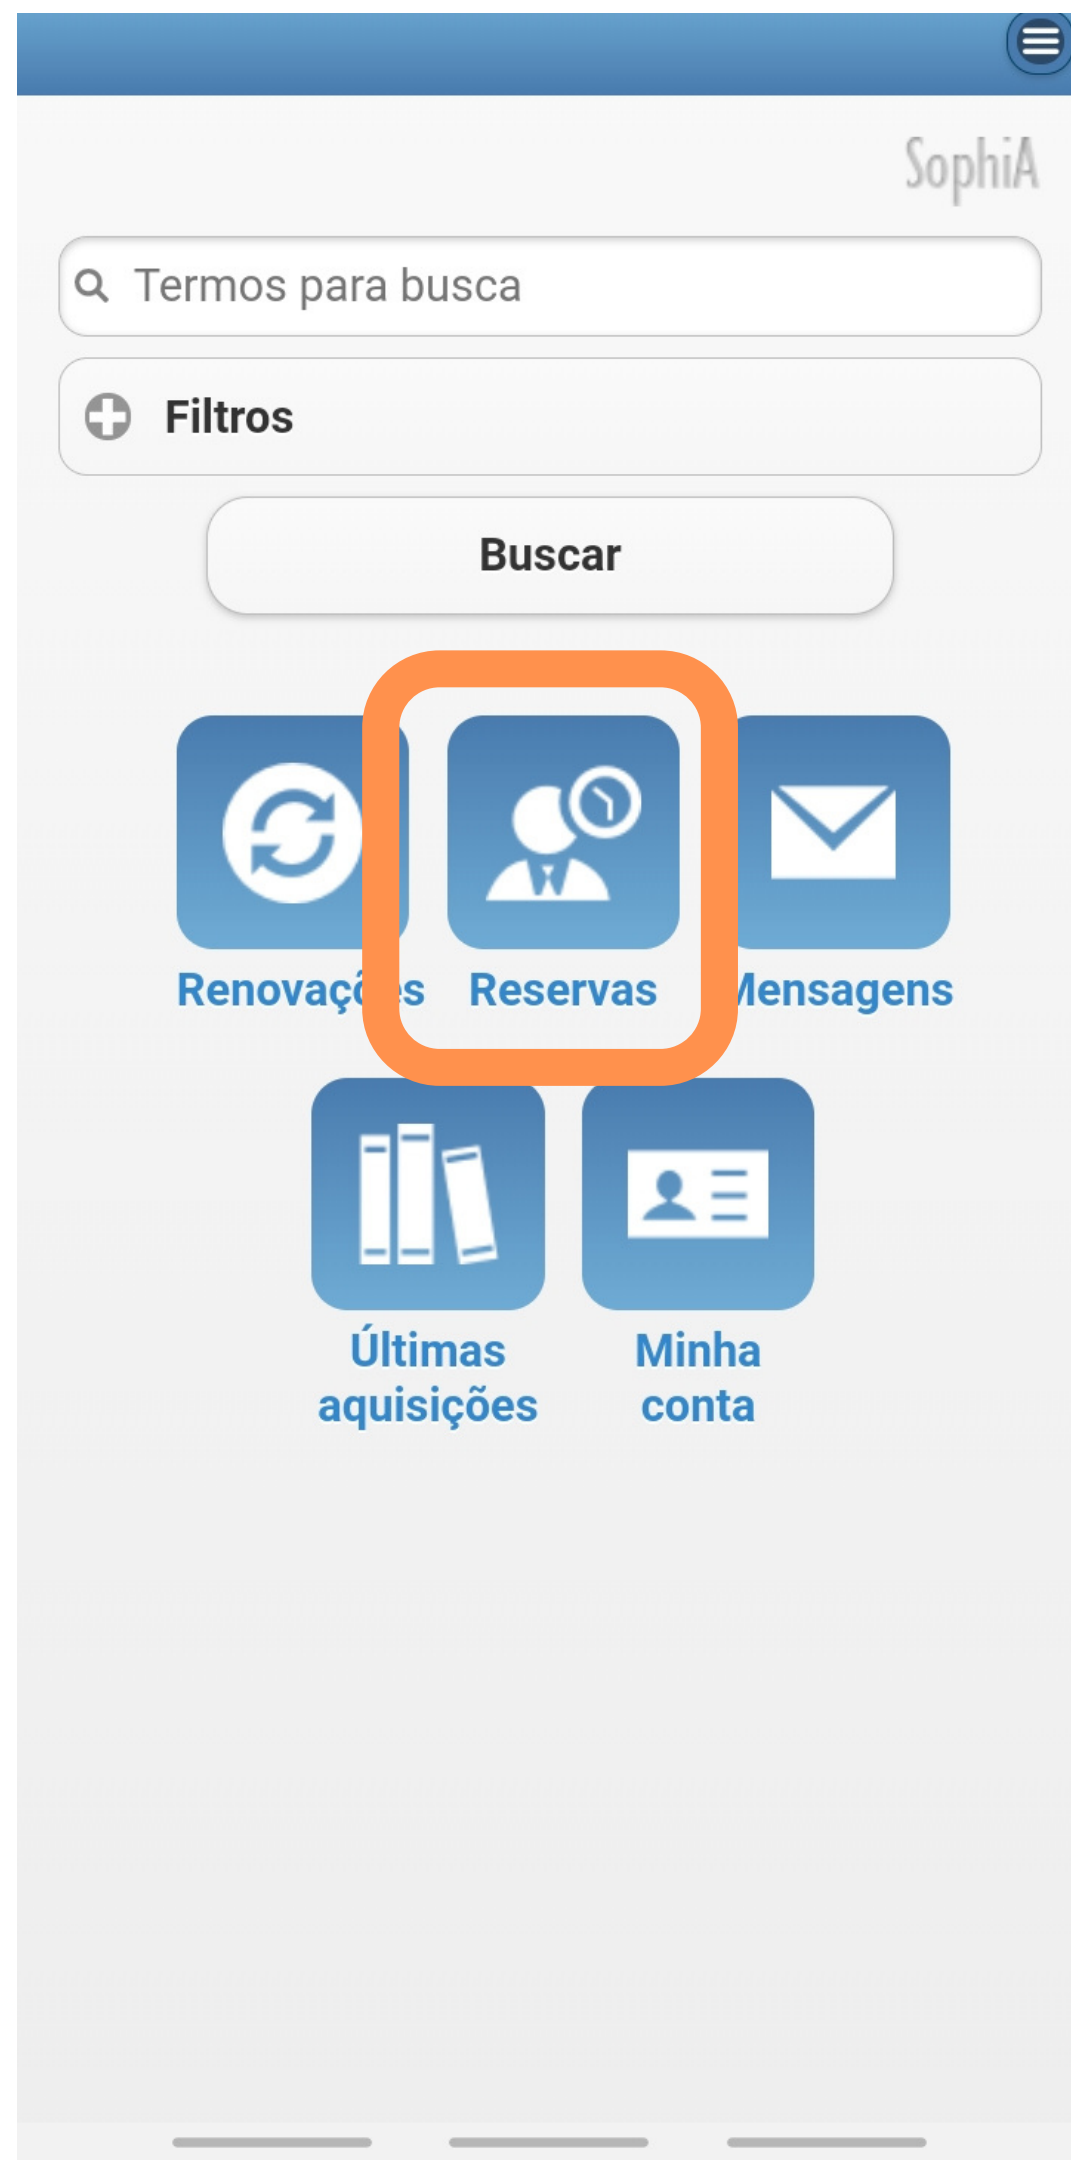 SophiA
Termos para busca
Filtros
Buscar
Reservas
Últimas
aquisições
Minha
conta